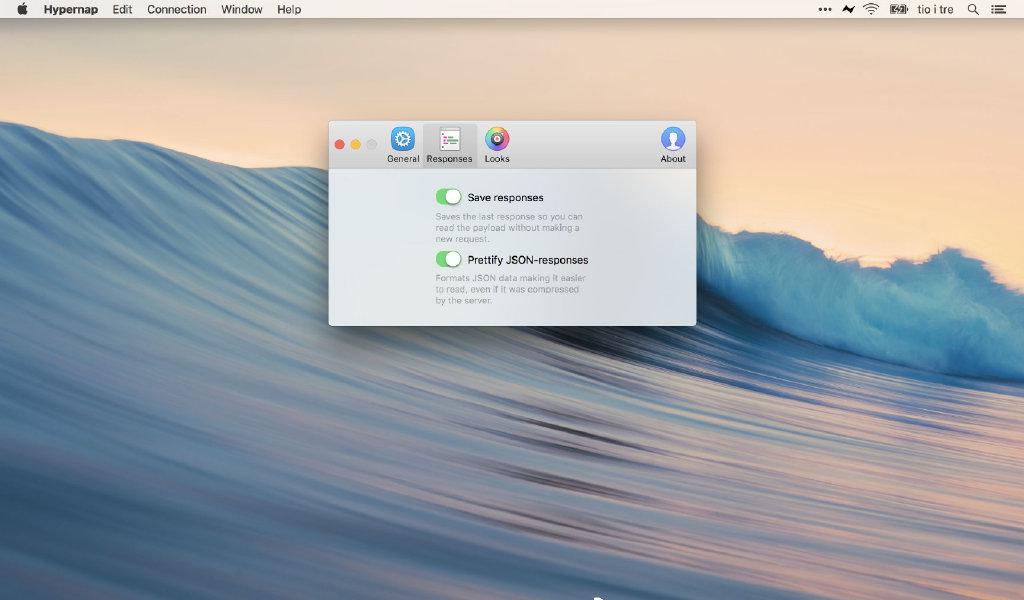 Hypernap Edit Connection Window Help tio i tre
General Responses Looks About
Save responses
Saves the last response so you can
read the payload without making a
new request.
Prettify JSON-responses
Formats JSON data making it easier
to read, even if it was compressed
by the server.